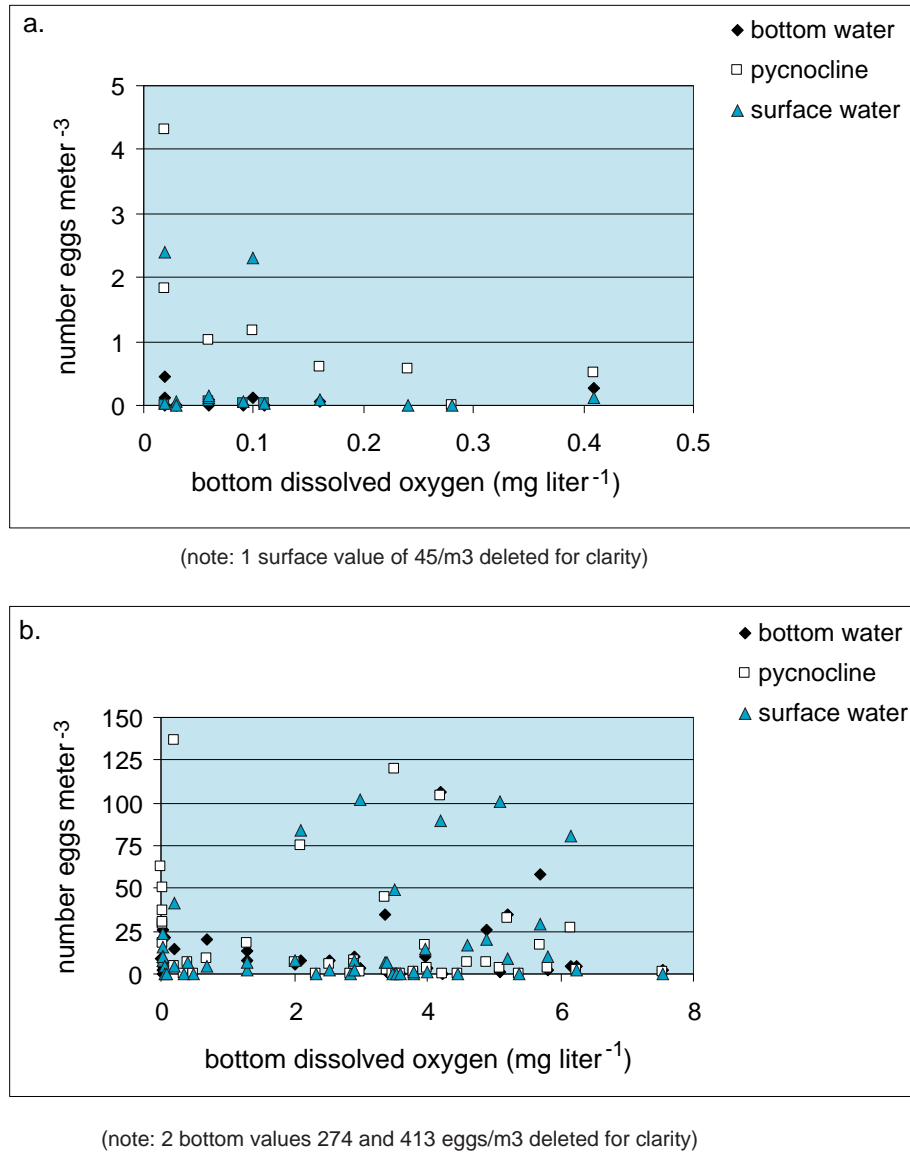 a.
bottom water
pycnocline
surface water
5
4
3
2
1
0
number eggs meter -3
0 0.1 0.2 0.3 0.4 0.5
bottom dissolved oxygen (mg liter-1)
(note: 1 surface value of 45/m3 deleted for clarity)
b.
bottom water
pycnocline
surface water
150
125
100
75
50
25
0
number eggs meter-3
0 2 4 6 8
bottom dissolved oxygen (mg liter-1)
(note: 2 bottom values 274 and 413 eggs/m3 deleted for clarity)